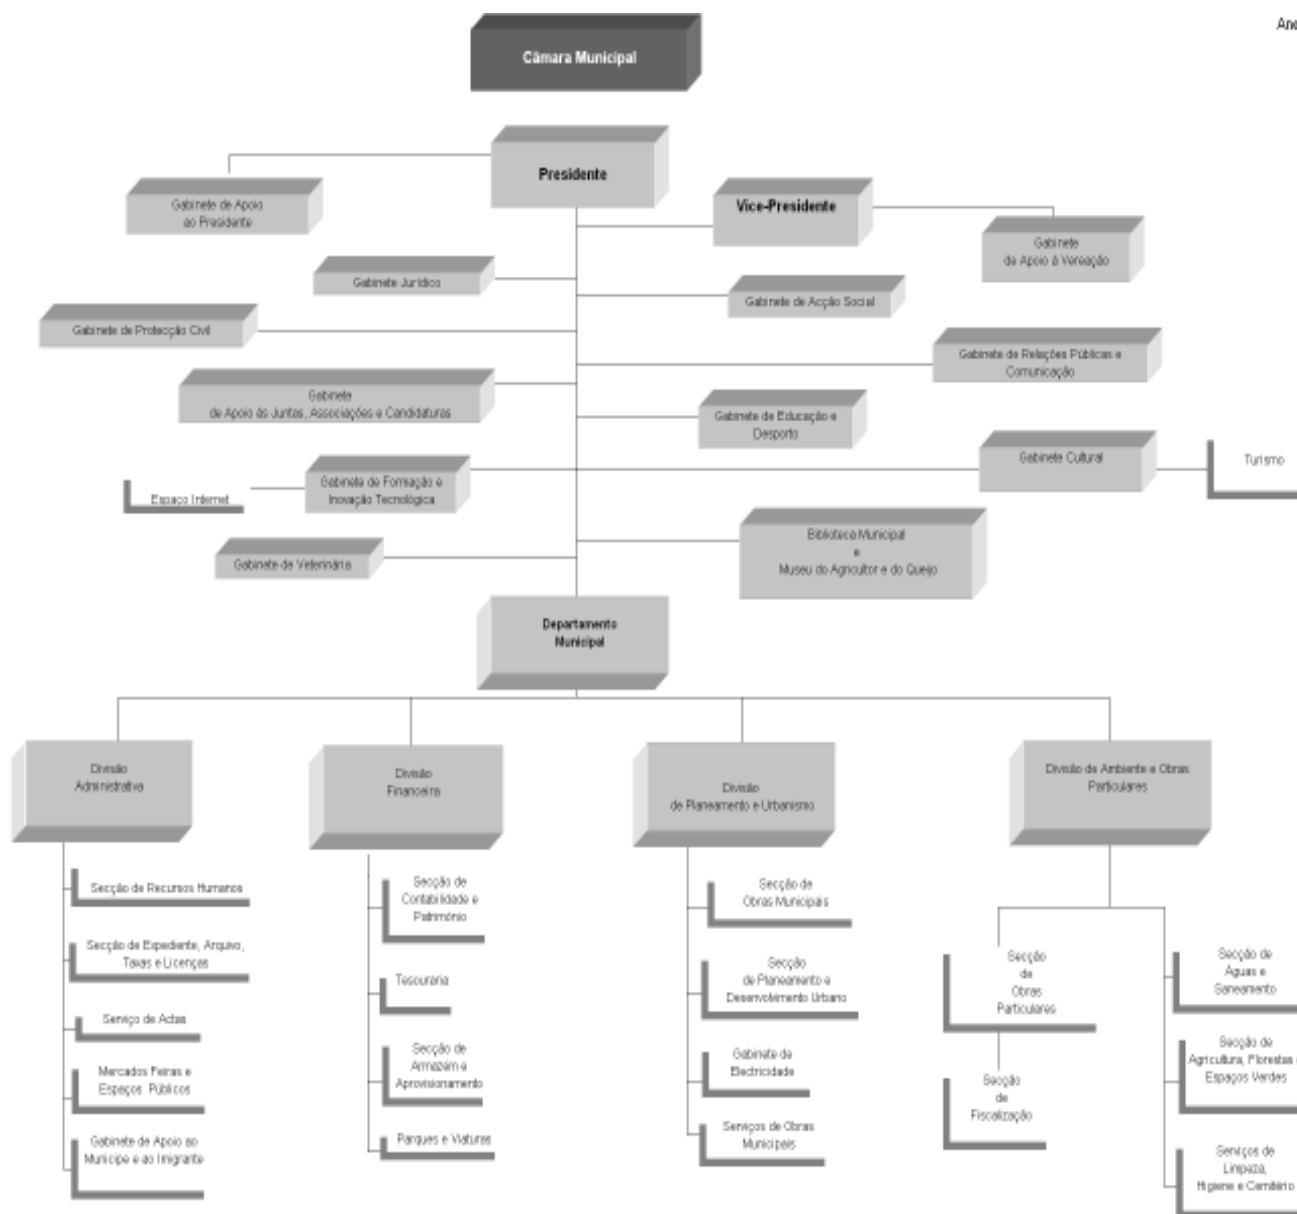 Câmara Municipal
Presidente
Gabinete de Apoio
ao Presidente
Vice-Presidente
Gabinete
de Apoio à Vereação
Gabinete Jurídico
Gabinete de Acção Social
Gabinete de Protecção Civil
Gabinete de Relações Públicas e
Comunicação
Gabinete
de Apoio às Juntas, Associações e Candidaturas
Gabinete de Educação e
Desporto
Gabinete Cultural
Turismo
Gabinete de Formação e
Inovação Tecnológica
Espaço Internet
Biblioteca Municipal
e
Museu do Agricultor e do Queijo
Gabinete de Veterinária
Departamento
Municipal
Divisão
Administrativa
Divisão
Financeira
Divisão
de Planeamento e Urbanismo
Divisão de Ambiente e Obras
Particulares
Secção de Recursos Humanos
Secção de Expediente, Arquivo,
Taxas e Licenças
Serviço de Actas
Mercados Feiras e
Espaços Públicos
Gabinete de Apoio ao
Munícipe e ao Imigrante
Secção de
Contabilidade e
Património
Tesouraria
Secção de
Armazém e
Aprovisionamento
Parques e Viaturas
Secção de
Obras Municipais
Secção
de Planeamento e
Desenvolvimento Urbano
Gabinete de
Electricidade
Serviços de Obras
Municipais
Secção
de
Obras
Particulares
Secção
de
Fiscalização
Secção de
Águas e
Saneamento
Secção de
Agricultura, Florestas
Espaços Verdes
Serviços de
Limpeza,
Higiene e Cemitério